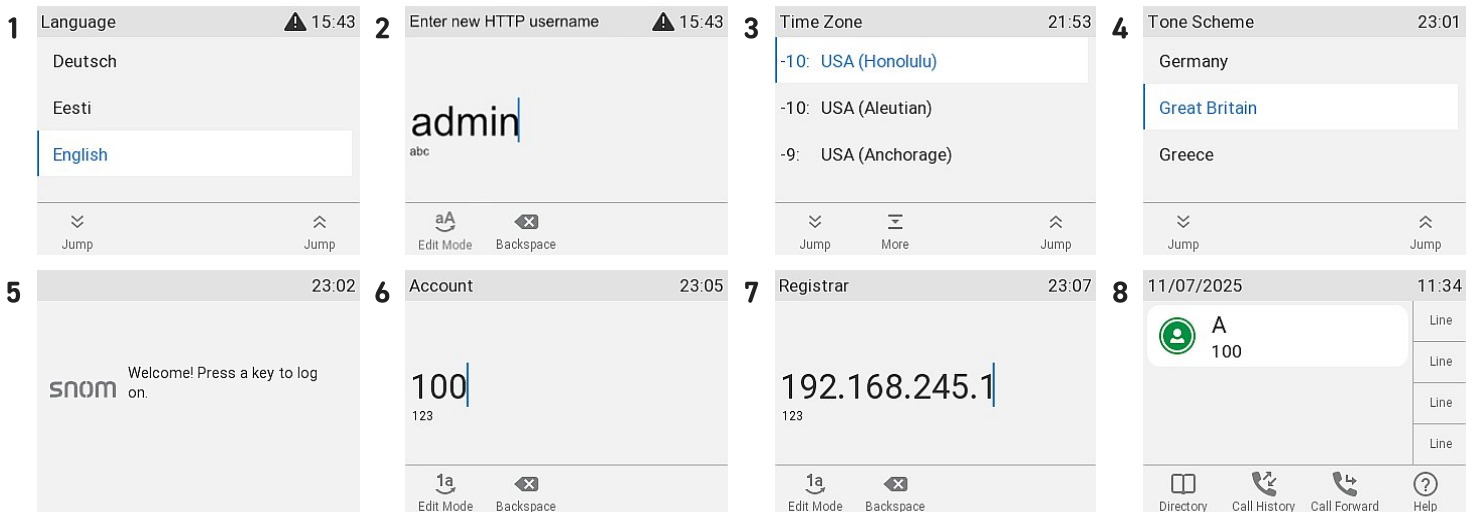 1
Language 15:43
Deutsch
Eesti
English
Jump Jump
2
Enter new HTTP username 15:43
admin
abc
aA
Edit Mode Backspace
3
Time Zone 21:53
-10: USA (Honolulu)
-10: USA (Aleutian)
-9: USA (Anchorage)
Jump More Jump
4
Tone Scheme 23:01
Germany
Great Britain
Greece
Jump Jump
5
23:02
snom
Welcome! Press a key to log
on.
6
Account 23:05
100
123
1a
Edit Mode Backspace
7
Registrar 23:07
192.168.245.1
123
1a
Edit Mode Backspace
8
11/07/2025 11:34
A
100
Line
Line
Line
Line
Directory Call History Call Forward Help